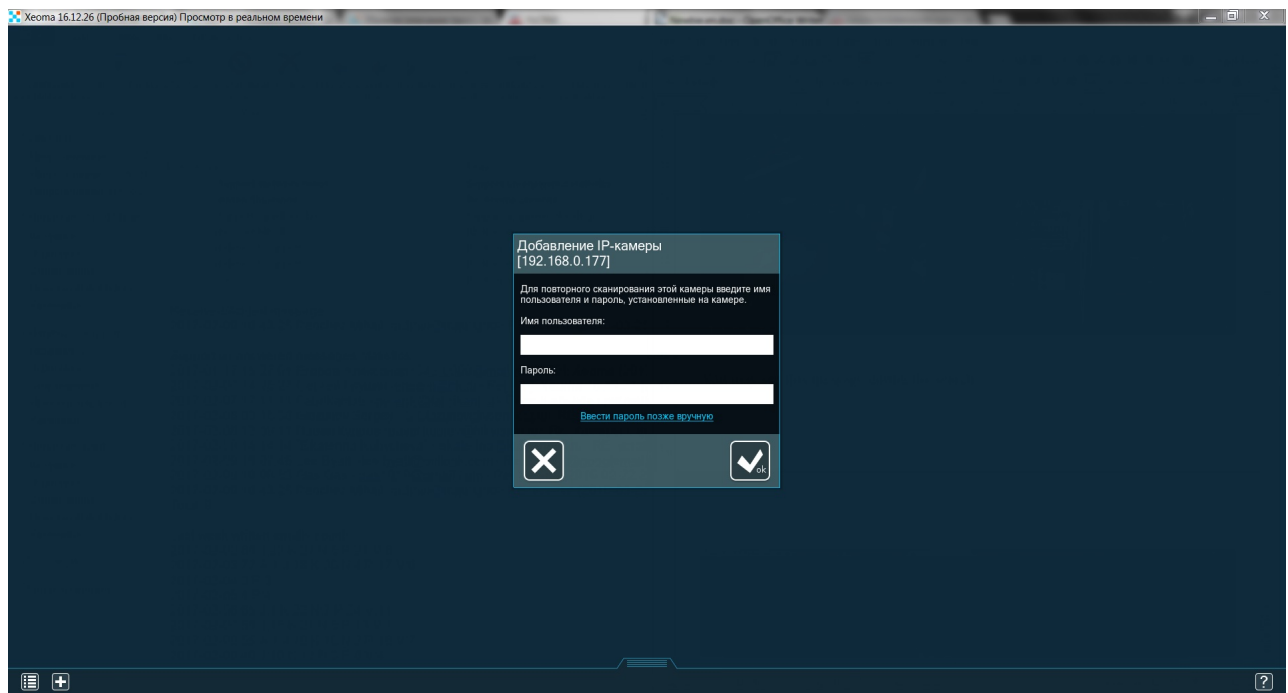 Xeoma 16.12.26 (Пробная версия) Просмотр в реальном времени
Добавление IP-камеры
[192.168.0.177]
Для повторного сканирования этой камеры введите имя
пользователя и пароль, установленные на камере.
Имя пользователя:
Пароль:
Ввести пароль позже вручную
ok
?